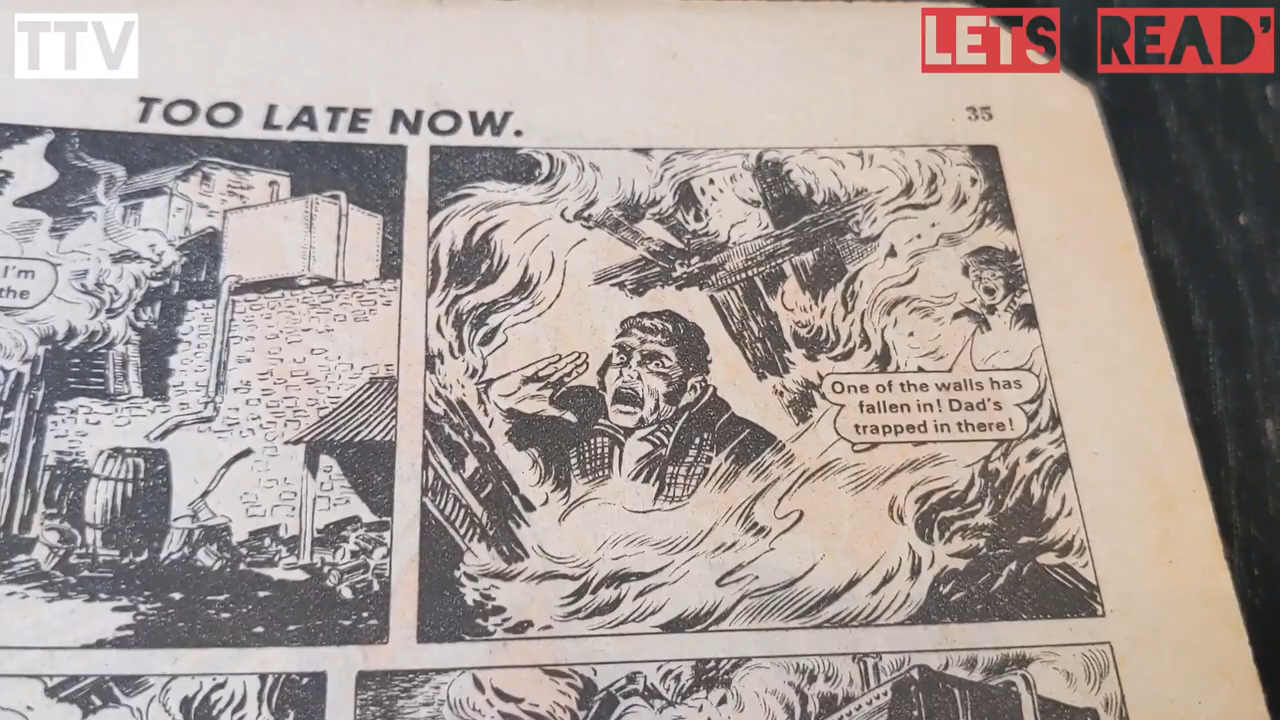 TTV
LETS READ'
TOO LATE NOW.
35
I'm
the
One of the walls has
fallen in! Dad's
trapped in there!